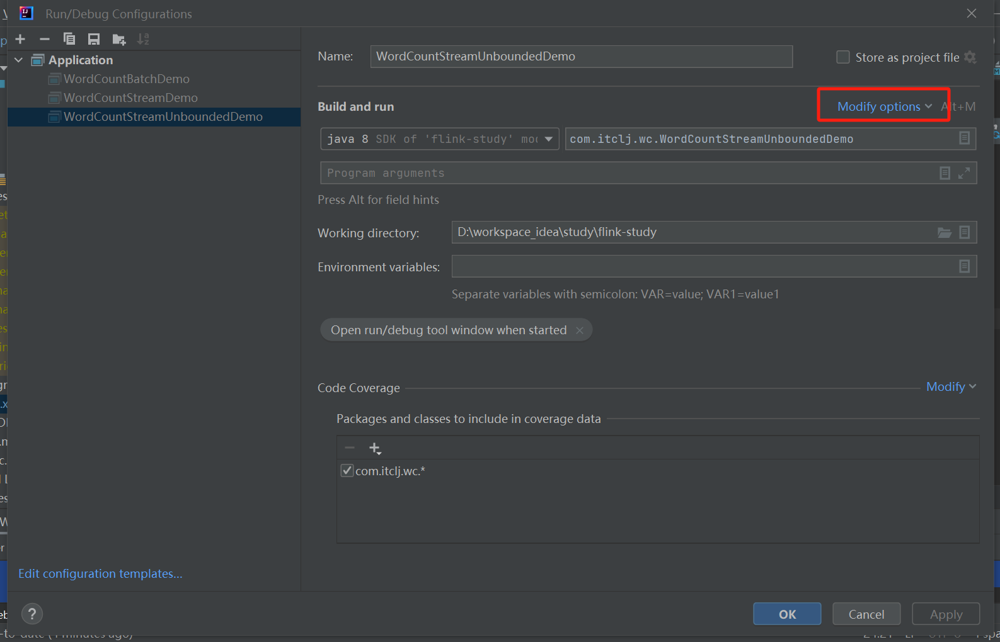 Run/Debug Configurations
Application
WordCountBatchDemo
WordCountStreamDemo
WordCountStreamUnboundedDemo
Edit configuration templates...
Name:
WordCountStreamUnboundedDemo
Store as project file
Build and run
Modify options
Alt+M
java 8 SDK of 'flink-study'
com.itclj.wc.WordCountStreamUnboundedDemo
Program arguments
Press Alt for field hints
Working directory:
D:\workspace_idea\study\flink-study
Environment variables:
Separate variables with semicolon: VAR=value; VAR1=value1
Open run/debug tool window when started
Code Coverage
Modify
Packages and classes to include in coverage data
com.itclj.wc.*
?
OK
Cancel
Apply